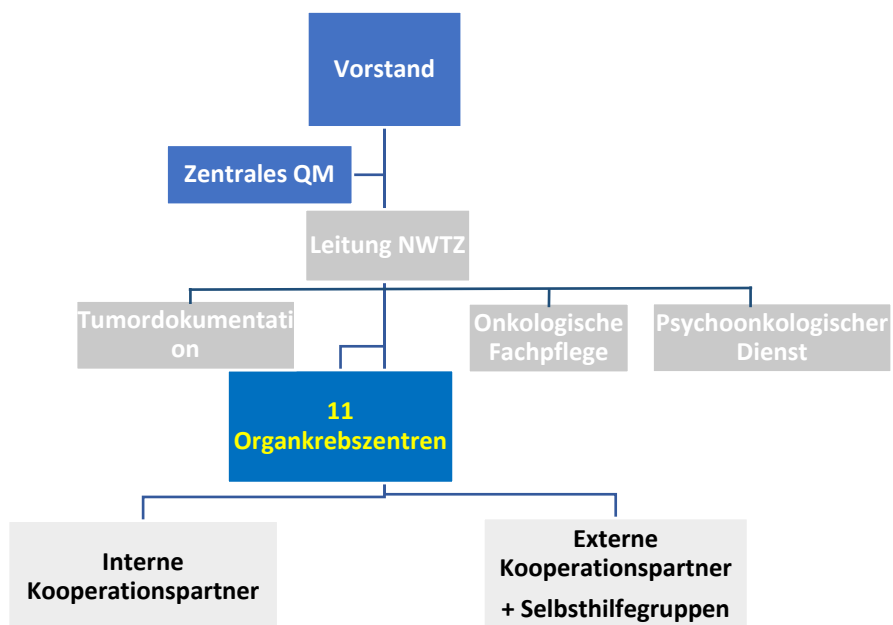 Vorstand
Zentrales QM
Leitung NWTZ
Tumordokumentati
on
Onkologische
Fachpflege
Psychoonkologischer
Dienst
11
Organkrebszentren
Interne
Kooperationspartner
Externe
Kooperationspartner
+ Selbsthilfegruppen